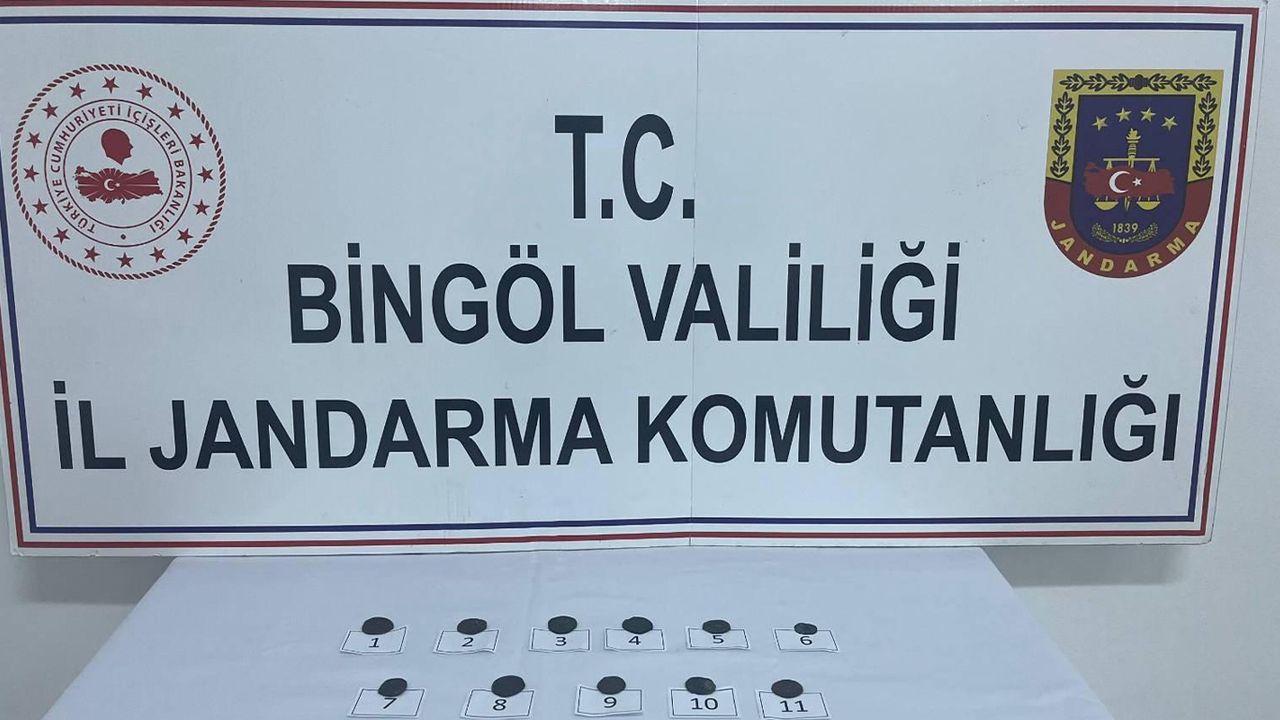 TÜRKİYE CUMHURİYETİ İÇİŞLERİ BAKANLIĞI
T.C.
BİNGÖL VALİLİĞİ
İL JANDARMA KOMUTANLIĞI
1839
JANDARMA
1 2 3 4 5 6
7 8 9 10 11